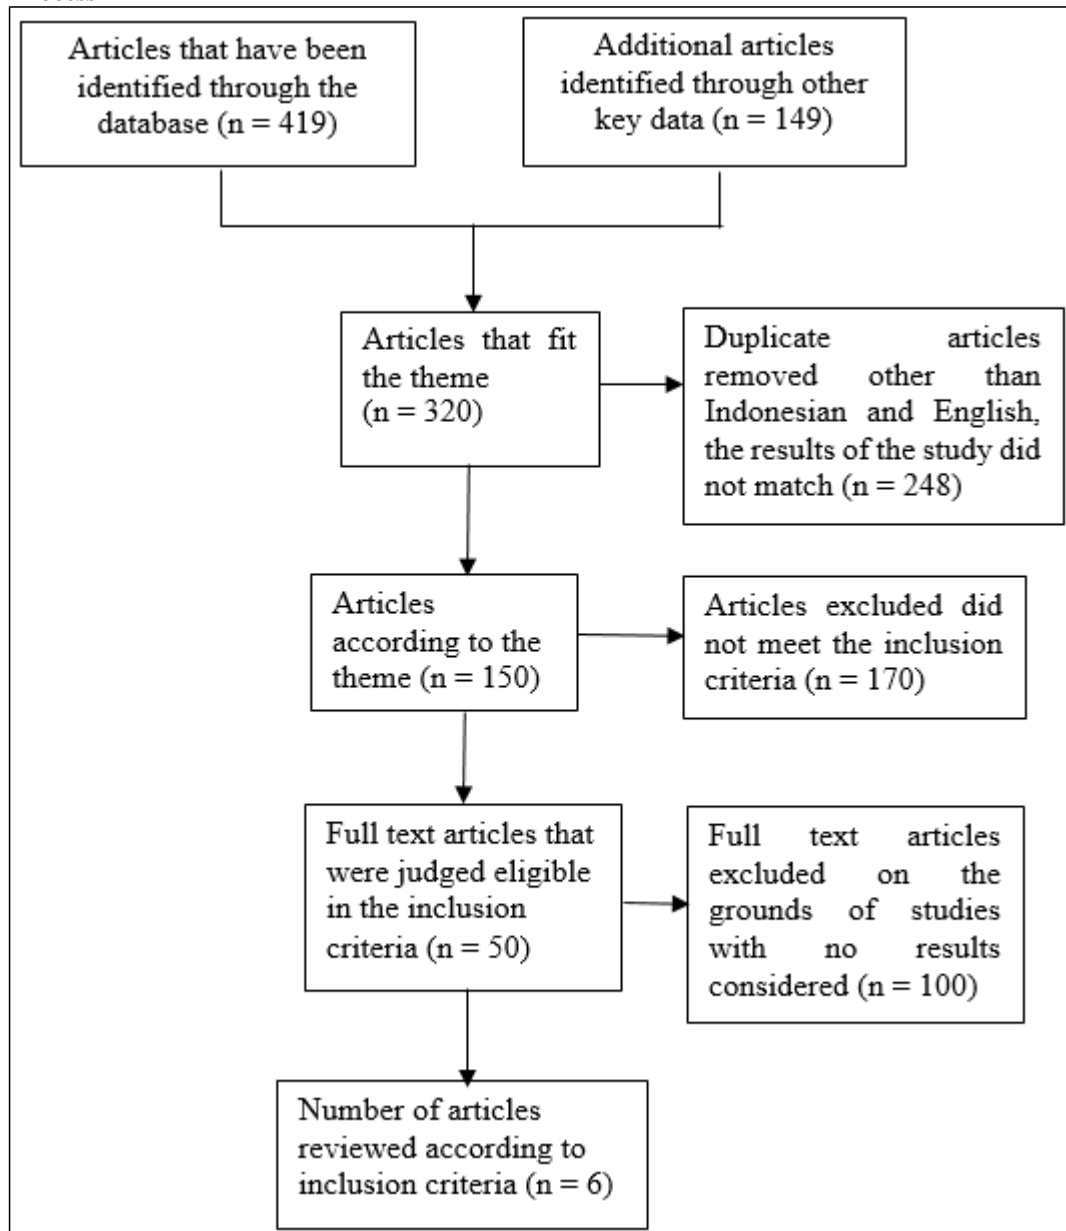 Articles that have been
identified through the
database (n = 419)
Additional articles
identified through other
key data (n = 149)
Articles that fit
the theme
(n = 320)
Duplicate articles
removed other than
Indonesian and English,
the results of the study did
not match (n = 248)
Articles
according to the
theme (n = 150)
Articles excluded did
not meet the inclusion
criteria (n = 170)
Full text articles that
were judged eligible
in the inclusion
criteria (n = 50)
Full text articles
excluded on the
grounds of studies
with no results
considered (n = 100)
Number of articles
reviewed according to
inclusion criteria (n = 6)